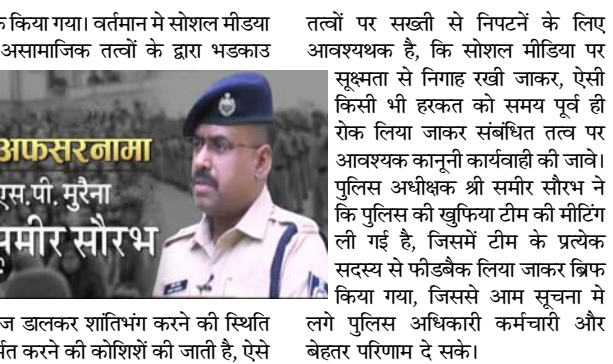 किया गया। वर्तमान मे सोशल मीडया
असामाजिक तत्वों के द्वारा भडकाउ
अफसरनामा
एस.पी. मुरैना
समीर सौरभ
डालकर शांतिभंग करने की स्थिति
करने की कोशिशें की जाती है, ऐसे
तत्वों पर सख्ती से निपटनें के लिए
आवश्यथक है, कि सोशल मीडिया पर
सूक्ष्मता से निगाह रखी जाकर, ऐसी
किसी भी हरकत को समय पूर्व ही
रोक लिया जाकर संबंधित तत्व पर
आवश्यक कानूनी कार्यवाही की जावे।
पुलिस अधीक्षक श्री समीर सौरभ ने
कि पुलिस की खुफिया टीम की मीटिंग
ली गई है, जिसमें टीम के प्रत्येक
सदस्य से फीडबैक लिया जाकर ब्रिफ
किया गया, जिससे आम सूचना मे
लगे पुलिस अधिकारी कर्मचारी और
बेहतर परिणाम दे सके।